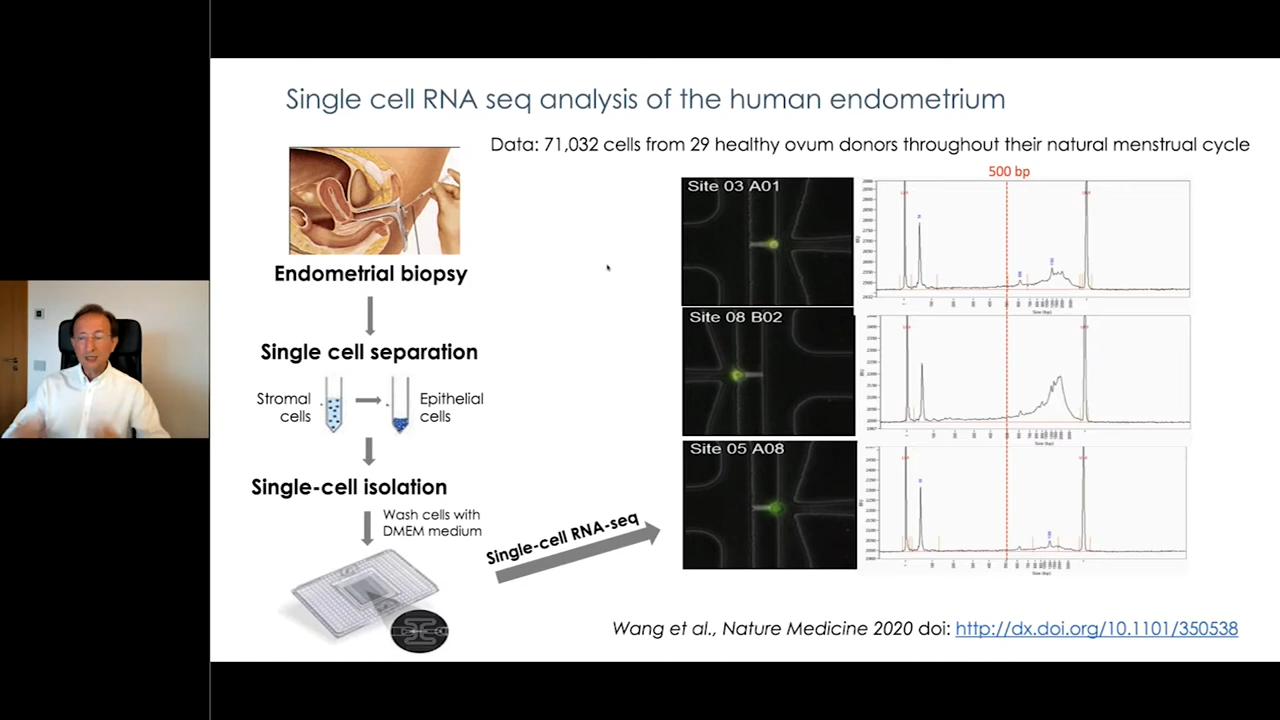 Single cell RNA seq analysis of the human endometrium
Data: 71,032 cells from 29 healthy ovum donors throughout their natural menstrual cycle
Endometrial biopsy
Single cell separation
Stromal
cells
Epithelial
cells
Single-cell isolation
Wash cells with
DMEM medium
Single-cell RNA-seq
500 bp
Site 03 A01
Site 08 B02
Site 05 A08
Wang et al., Nature Medicine 2020 doi: http://dx.doi.org/10.1101/350538